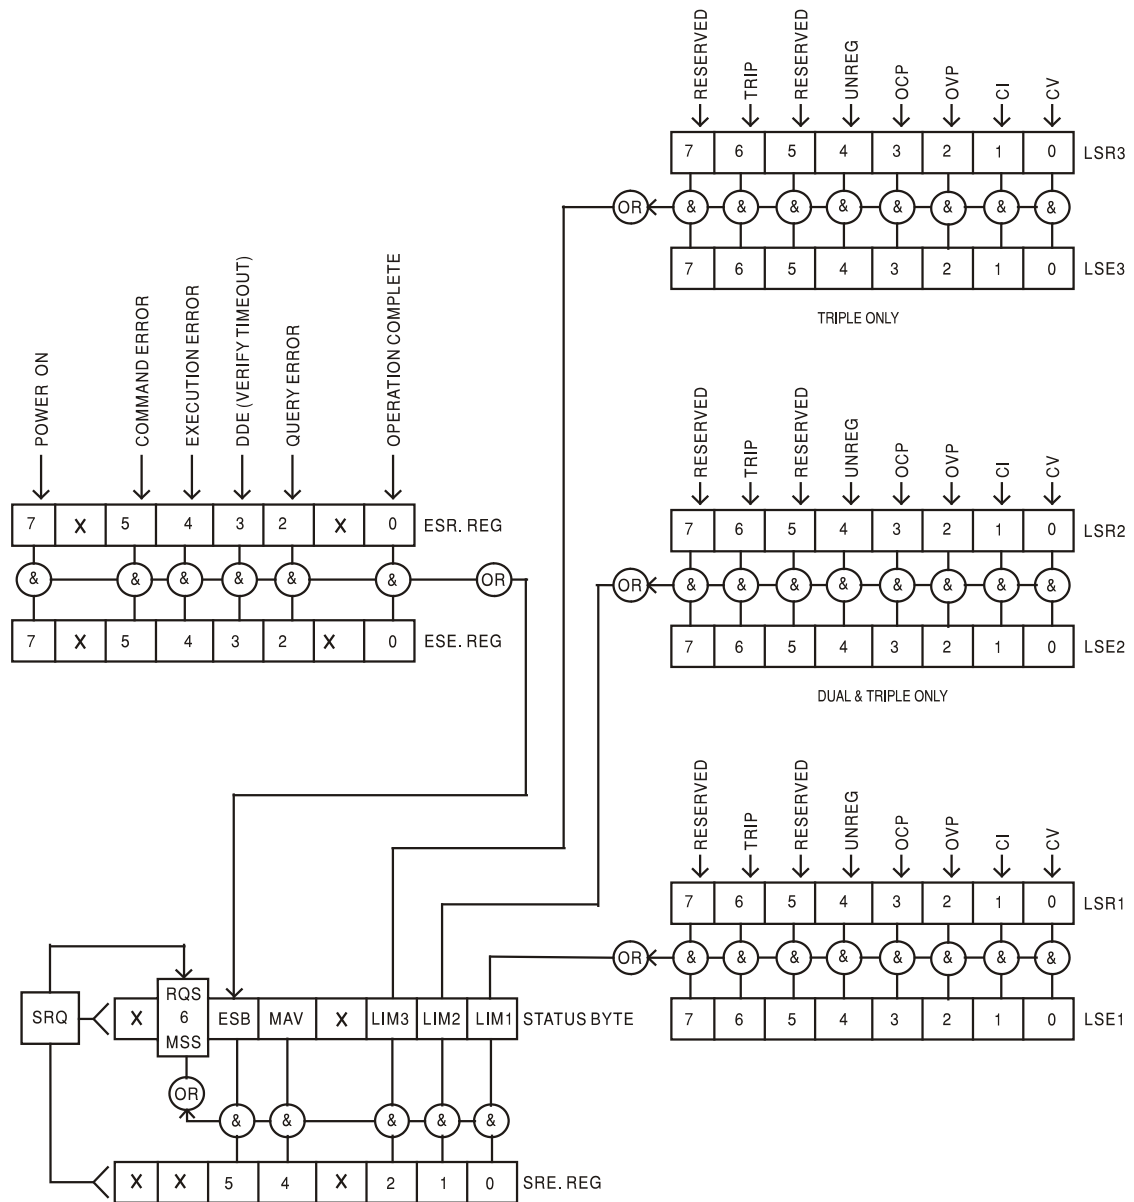 RESERVED TRIP RESERVED UNREG OCP OVP CI CV
7 6 5 4 3 2 1 0 LSR3
OR & & & & & & & &
7 6 5 4 3 2 1 0 LSE3
TRIPLE ONLY
POWER ON COMMAND ERROR EXECUTION ERROR DDE (VERIFY TIMEOUT) QUERY ERROR OPERATION COMPLETE
7 X 5 4 3 2 X 0 ESR. REG
& & & & & & OR
7 X 5 4 3 2 X 0 ESE. REG
RESERVED TRIP RESERVED UNREG OCP OVP CI CV
7 6 5 4 3 2 1 0 LSR2
OR & & & & & & & &
7 6 5 4 3 2 1 0 LSE2
DUAL & TRIPLE ONLY
RESERVED TRIP RESERVED UNREG OCP OVP CI CV
7 6 5 4 3 2 1 0 LSR1
OR & & & & & & & &
7 6 5 4 3 2 1 0 LSE1
SRQ X RQS 6 MSS ESB MAV X LIM3 LIM2 LIM1 STATUS BYTE
OR & & & & &
X X 5 4 X 2 1 0 SRE. REG